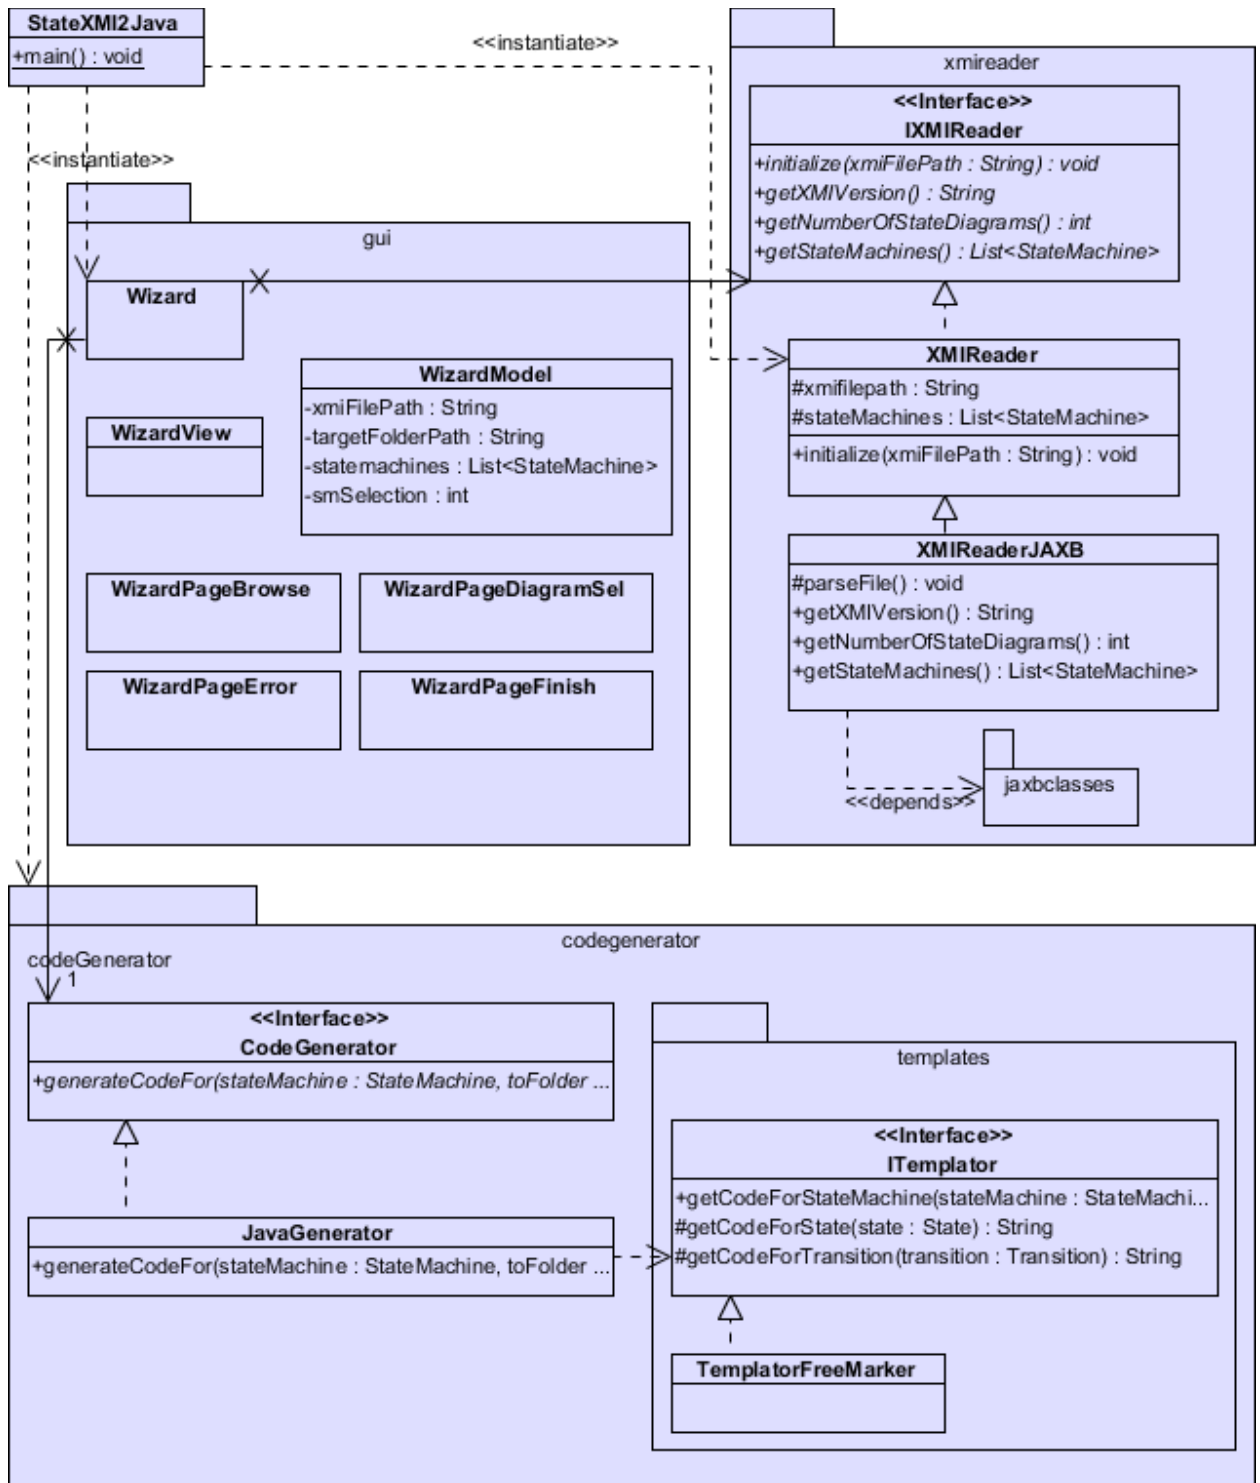 StateXMI2Java
+main() : void
<<instantiate>>
<<instantiate>>
xmireader
<<Interface>>
IXMIReader
+initialize(xmiFilePath : String) : void
+getXMIVersion() : String
+getNumberOfStateDiagrams() : int
+getStateMachines() : List<StateMachine>
XMIReader
#xmifilepath : String
#stateMachines : List<StateMachine>
+initialize(xmiFilePath : String) : void
XMIReaderJAXB
#parseFile() : void
+getXMIVersion() : String
+getNumberOfStateDiagrams() : int
+getStateMachines() : List<StateMachine>
<<depends>>
jaxbclasses
gui
Wizard
WizardModel
-xmiFilePath : String
-targetFolderPath : String
-statemachines : List<StateMachine>
-smSelection : int
WizardView
WizardPageBrowse
WizardPageDiagramSel
WizardPageError
WizardPageFinish
codegenerator
codeGenerator
1
<<Interface>>
CodeGenerator
+generateCodeFor(stateMachine : StateMachine, toFolder ...
JavaGenerator
+generateCodeFor(stateMachine : StateMachine, toFolder ...
templates
<<Interface>>
ITemplator
+getCodeForStateMachine(stateMachine : StateMachi...
#getCodeForState(state : State) : String
#getCodeForTransition(transition : Transition) : String
TemplatorFreeMarker